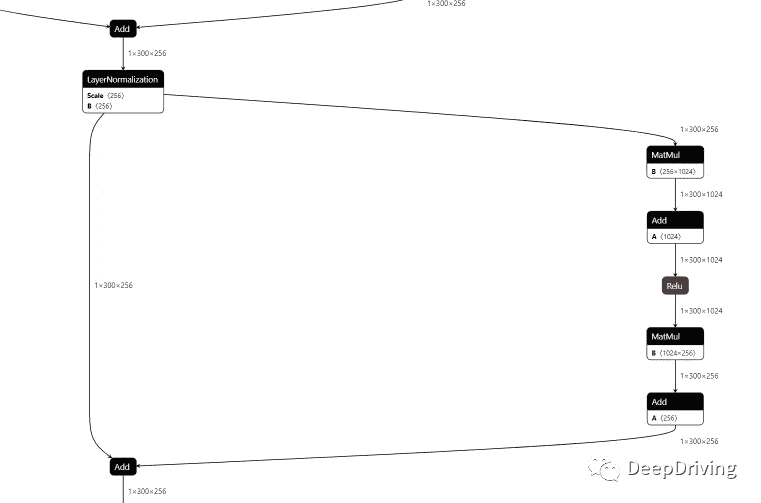 1×300×256
Add
1×300×256
LayerNormalization
Scale ⟨256⟩
B ⟨256⟩
1×300×256
MatMul
B ⟨256×1024⟩
1×300×1024
Add
A ⟨1024⟩
1×300×1024
1×300×256
Relu
1×300×1024
MatMul
B ⟨1024×256⟩
1×300×256
Add
A ⟨256⟩
1×300×256
Add
DeepDriving
1×300×256